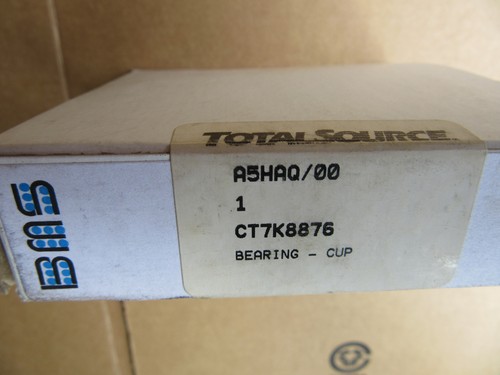 TOTALSOURCE
A5HAQ/00
1
CT7K8876
BEARING - CUP
BMS